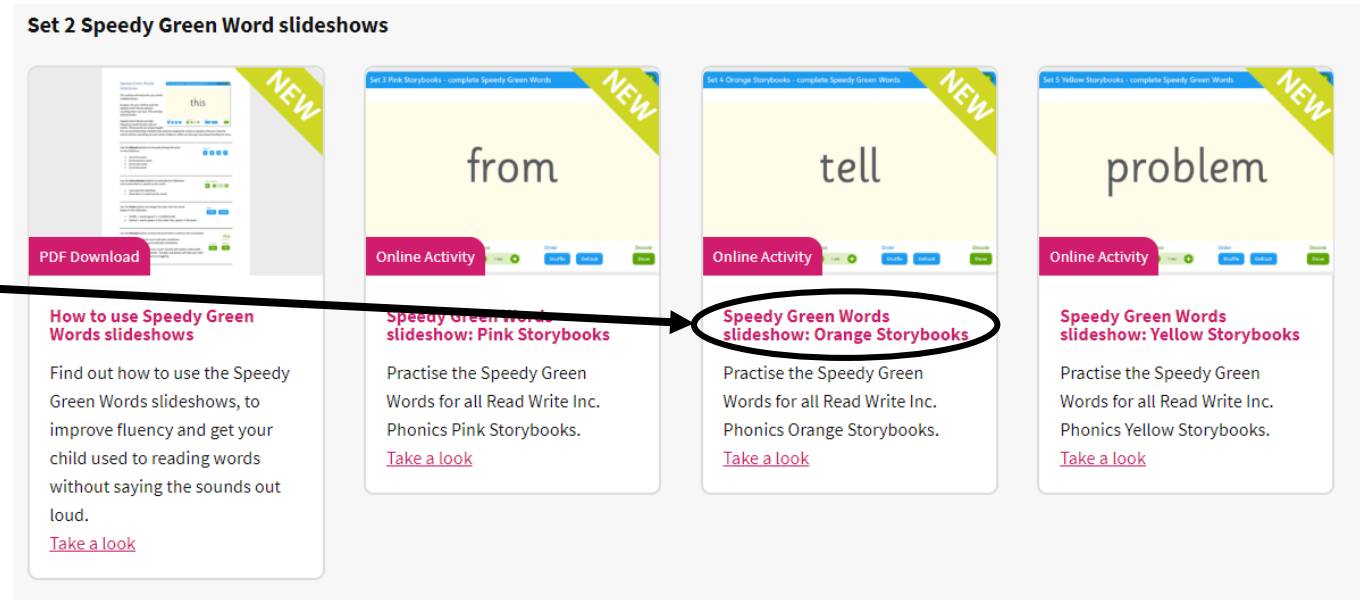 Set 2 Speedy Green Word slideshows
NEW
this
PDF Download
How to use Speedy Green
Words slideshows
Find out how to use the Speedy
Green Words slideshows, to
improve fluency and get your
child used to reading words
without saying the sounds out
loud.
Take a look
Set 3 Pink Storybooks - complete Speedy Green Words
NEW
from
Online Activity
1 sec
Order
Shuffle
Default
Decode
Show
Speedy Green Words
slideshow: Pink Storybooks
Practise the Speedy Green
Words for all Read Write Inc.
Phonics Pink Storybooks.
Take a look
Set 4 Orange Storybooks - complete Speedy Green Words
NEW
tell
Online Activity
1 sec
Order
Shuffle
Default
Decode
Show
Speedy Green Words
slideshow: Orange Storybooks
Practise the Speedy Green
Words for all Read Write Inc.
Phonics Orange Storybooks.
Take a look
Set 5 Yellow Storybooks - complete Speedy Green Words
NEW
problem
Online Activity
1 sec
Order
Shuffle
Default
Decode
Show
Speedy Green Words
slideshow: Yellow Storybooks
Practise the Speedy Green
Words for all Read Write Inc.
Phonics Yellow Storybooks.
Take a look